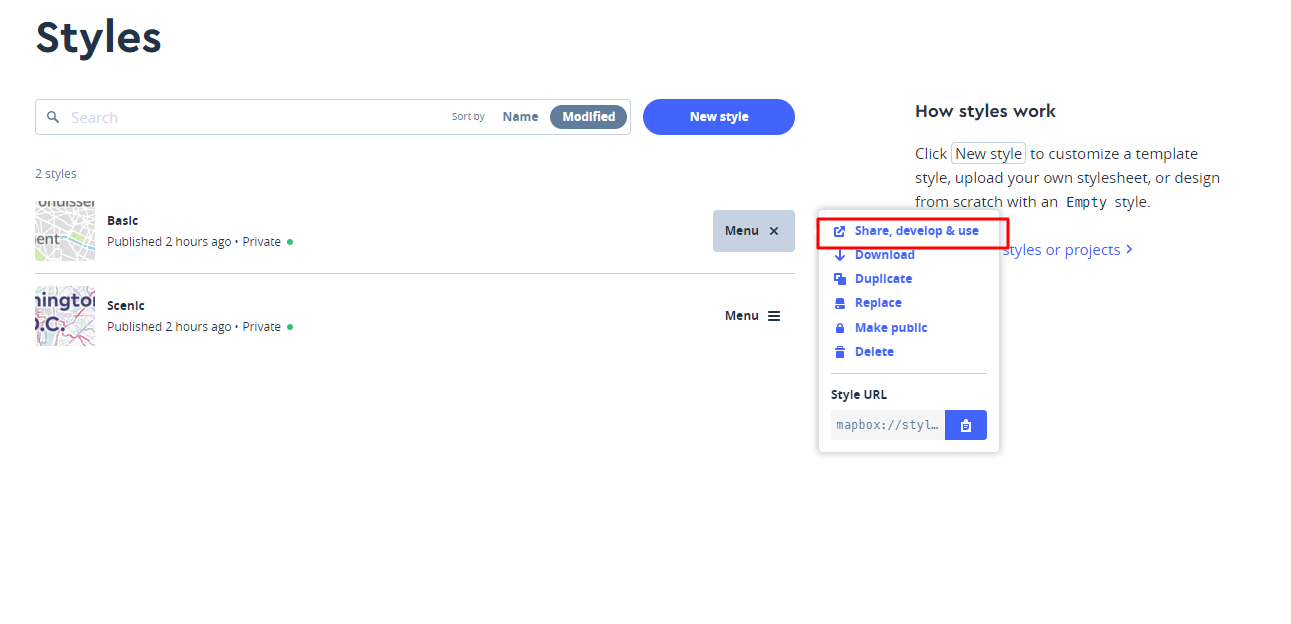 Styles
Search
Sort by Name Modified
New style
2 styles
Basic
Published 2 hours ago • Private
Menu
Scenic
Published 2 hours ago • Private
Menu
Share, develop & use
Download
Duplicate
Replace
Make public
Delete
Style URL
mapbox://styl…
How styles work
Click New style to customize a template
style, upload your own stylesheet, or design
from scratch with an Empty style.
styles or projects